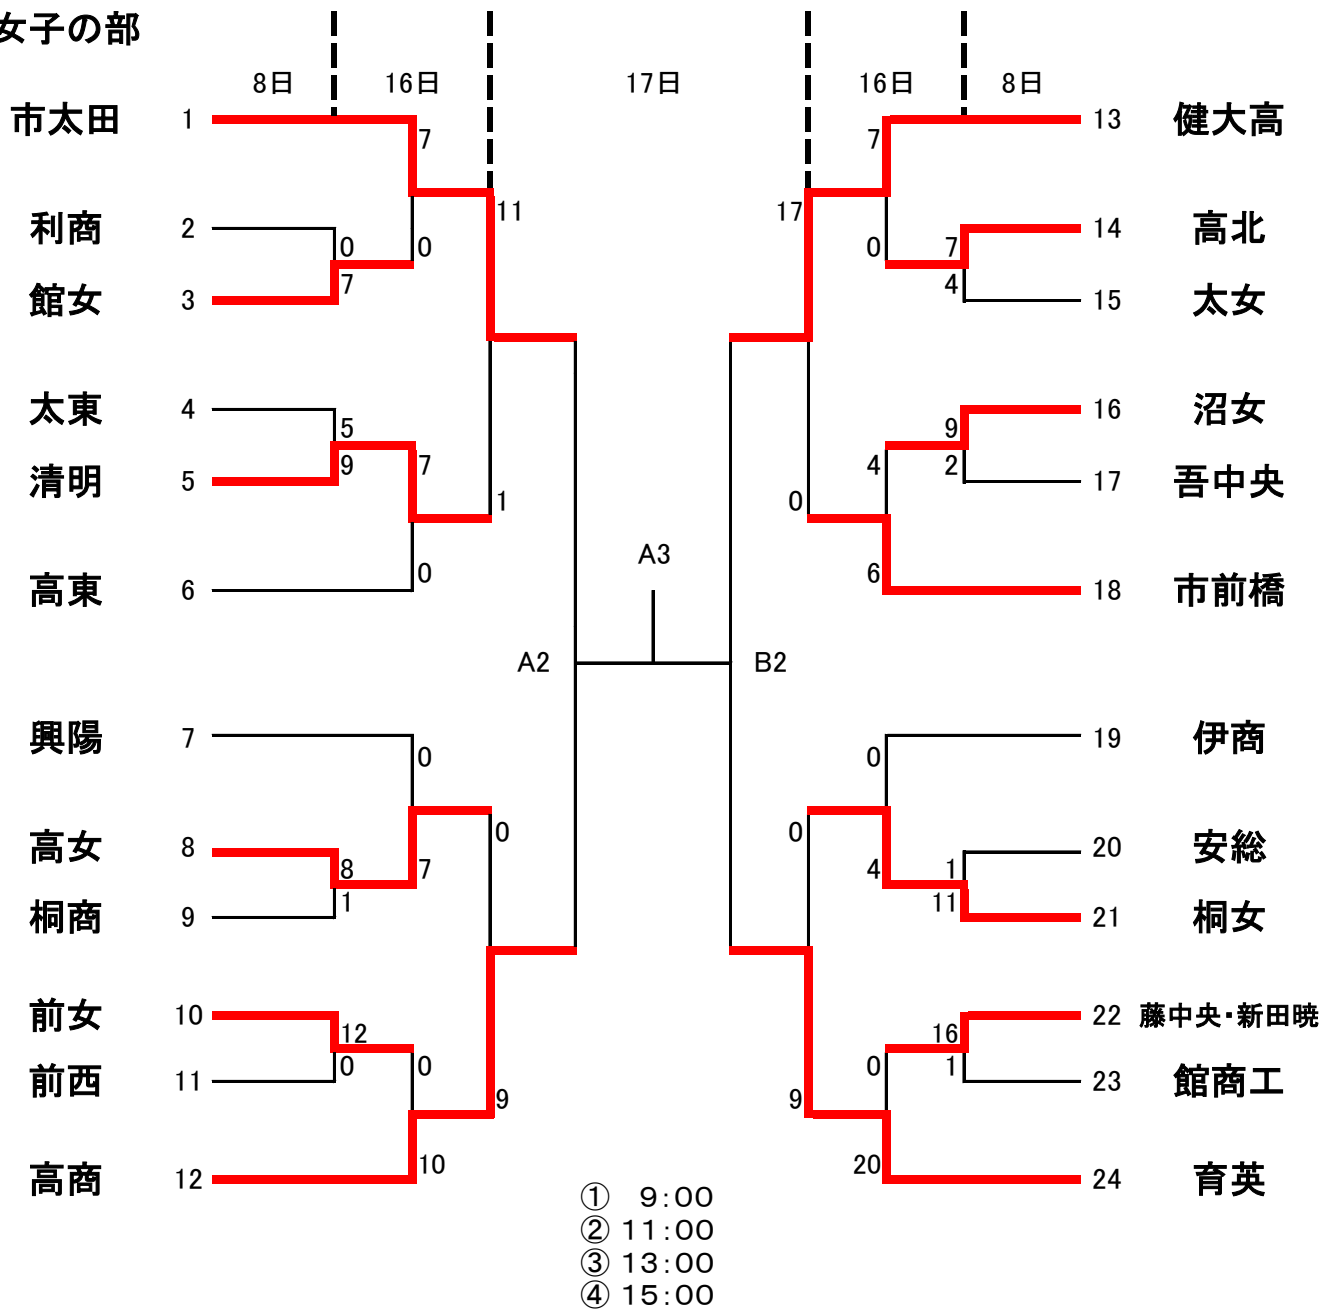 女子の部
8日 16日 17日 16日 8日
市太田 1 7 7 13 健大高
11 17
利商 2 0 0 0 7 14 高北
館女 3 7 4 15 太女
太東 4 5 9 16 沼女
清明 5 9 7 4 2 17 吾中央
1 0
A3
高東 6 0 6 18 市前橋
A2 B2
興陽 7 0 0 19 伊商
0 0
高女 8 8 7 4 1 20 安総
桐商 9 1 11 21 桐女
前女 10 12 16 22 藤中央・新田暁
前西 11 0 0 0 1 23 館商工
9 9
高商 12 10 20 24 育英
① 9:00
② 11:00
③ 13:00
④ 15:00